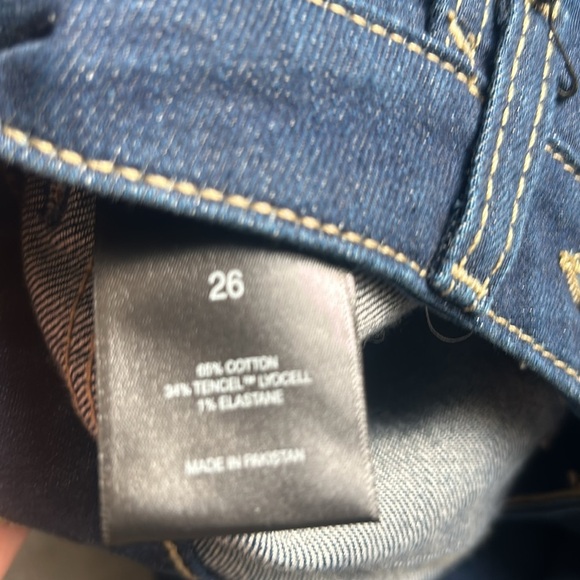 26
65% COTTON
34% TENCEL™ LYOCELL
1% ELASTANE
MADE IN PAKISTAN